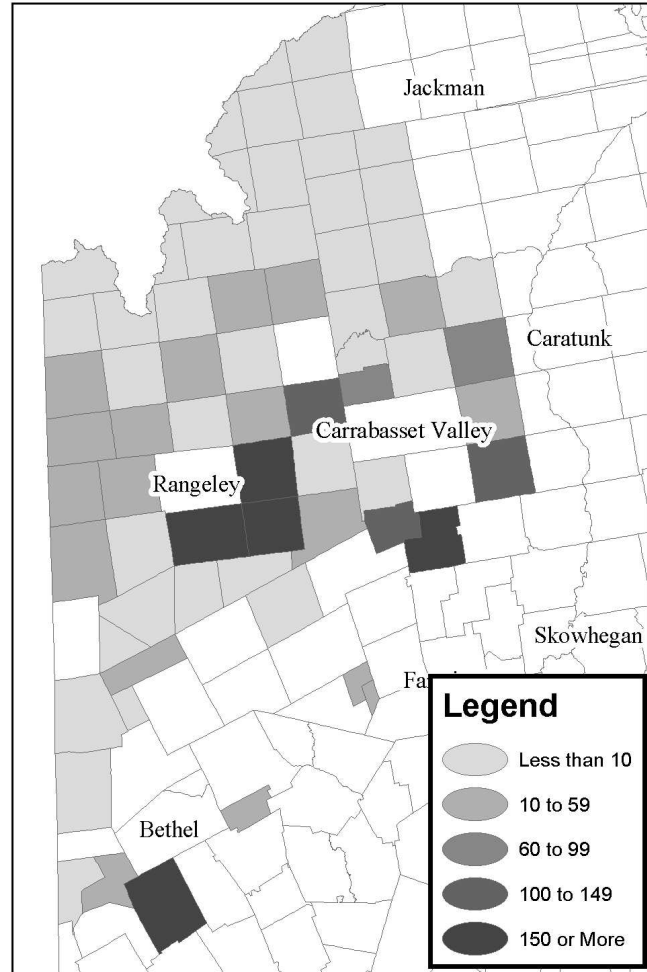 Jackman
Caratunk
Carrabasset Valley
Rangeley
Skowhegan
Bethel
Legend
Less than 10
10 to 59
60 to 99
100 to 149
150 or More